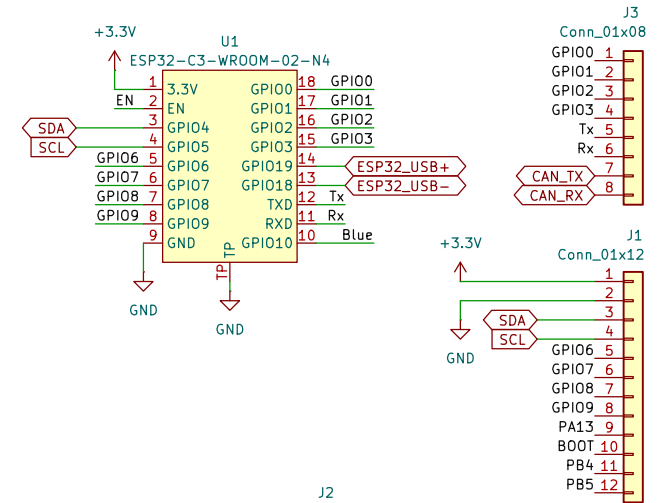 +3.3V
U1
ESP32-C3-WROOM-02-N4
1 3.3V GPIO0 18 GPIO0
EN 2 EN GPIO1 17 GPIO1
SDA 3 GPIO4 GPIO2 16 GPIO2
SCL 4 GPIO5 GPIO3 15 GPIO3
GPIO6 5 GPIO6 GPIO19 14 ESP32_USB+
GPIO7 6 GPIO7 GPIO18 13 ESP32_USB-
GPIO8 7 GPIO8 TXD 12 Tx
GPIO9 8 GPIO9 RXD 11 Rx
9 GND GPIO10 10 Blue
TP
TP
GND
GND
J3
Conn_01x08
GPIO0 1
GPIO1 2
GPIO2 3
GPIO3 4
Tx 5
Rx 6
CAN_TX 7
CAN_RX 8
J1
Conn_01x12
+3.3V
1
2
GND
SDA 3
SCL 4
GPIO6 5
GPIO7 6
GPIO8 7
GPIO9 8
PA13 9
BOOT 10
PB4 11
PB5 12
J2